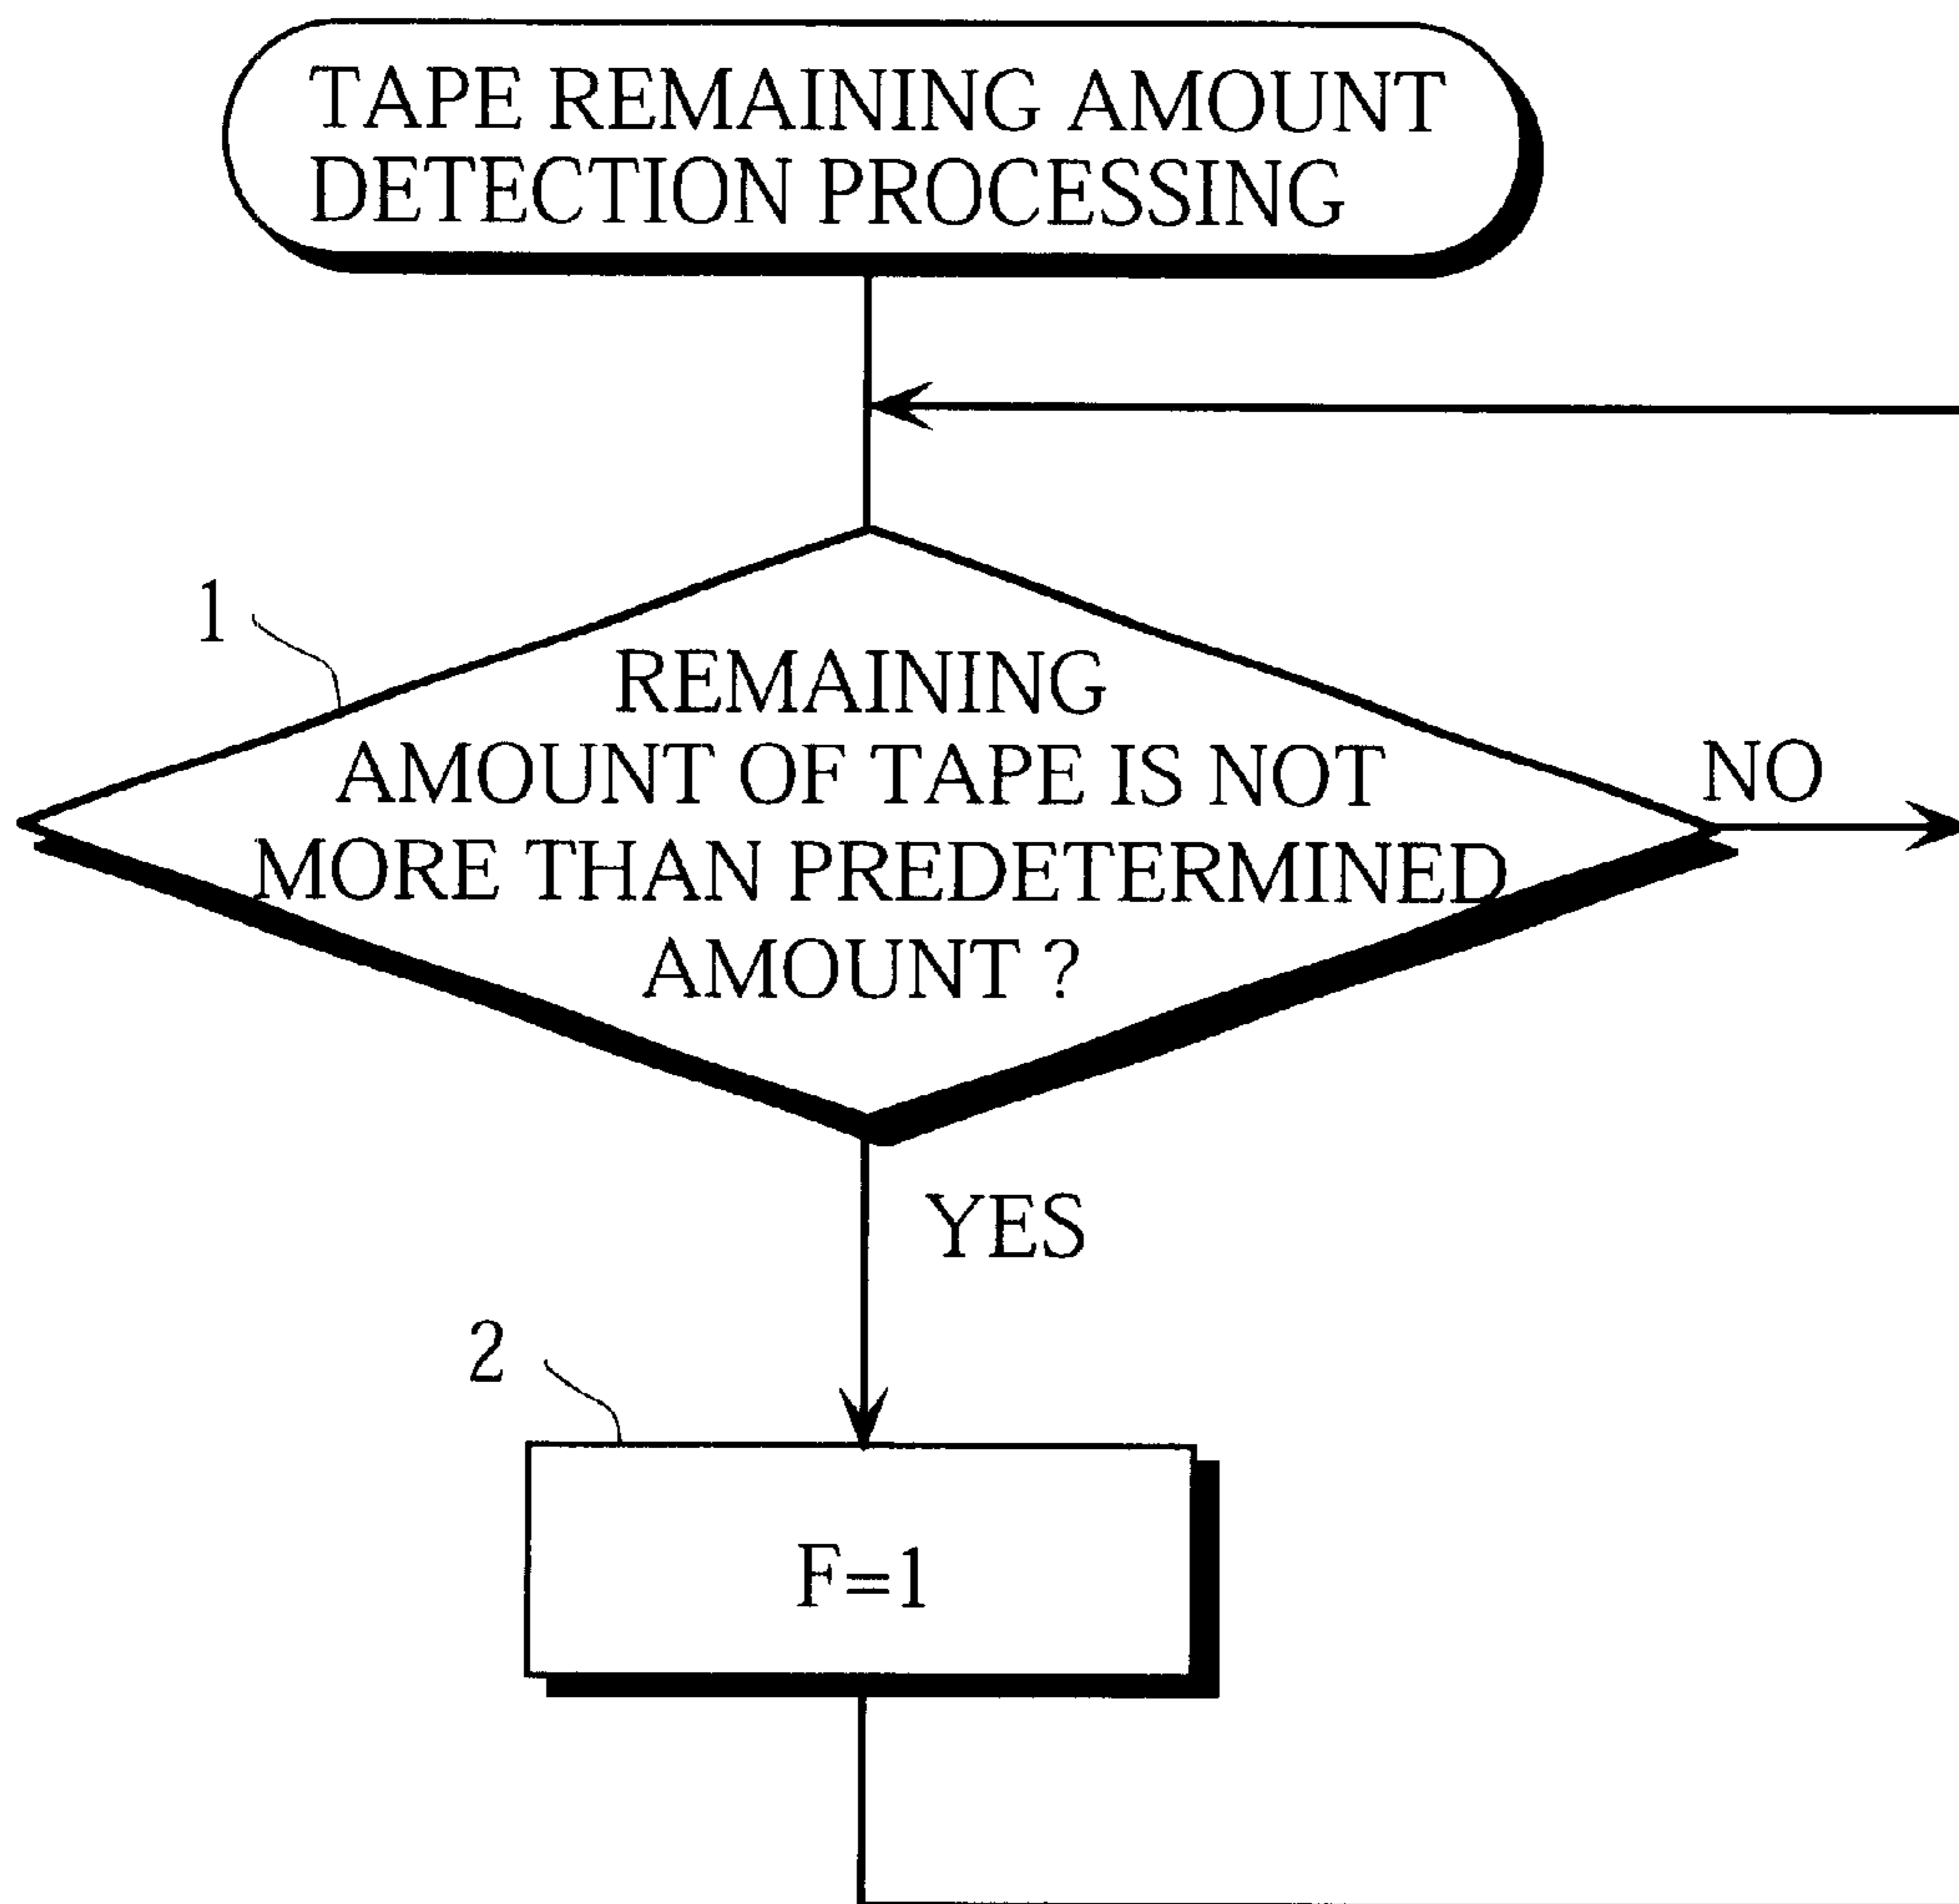 TAPE REMAINING AMOUNT
DETECTION PROCESSING
1
REMAINING
AMOUNT OF TAPE IS NOT
MORE THAN PREDETERMINED
AMOUNT ?
NO
YES
2
F=1